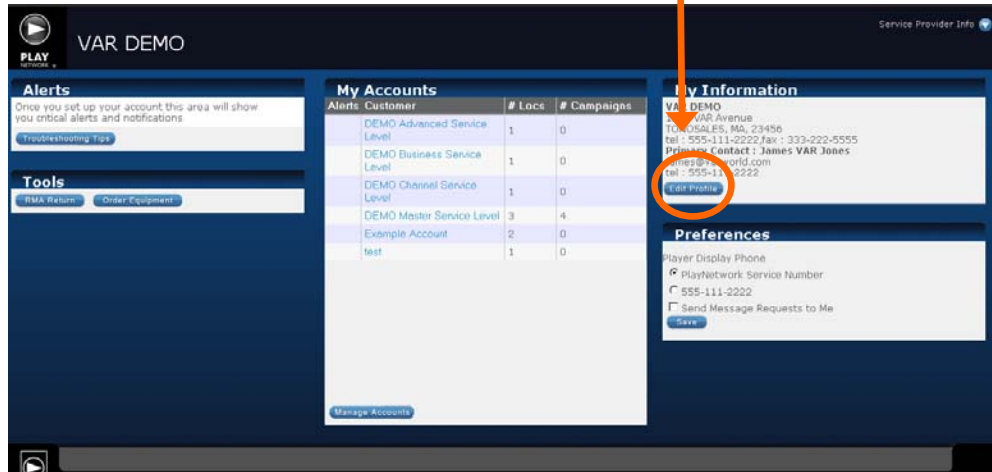 Service Provider Info
PLAY
NETWORK
VAR DEMO
Alerts
Once you set up your account this area will show
you critical alerts and notifications
Troubleshooting Tips
Tools
RMA Return Order Equipment
My Accounts
Alerts Customer # Locs # Campaigns
DEMO Advanced Service
Level 1 0
DEMO Business Service
Level 1 0
DEMO Channel Service
Level 1 0
DEMO Master Service Level 3 4
Example Account 2 0
test 1 0
Manage Accounts
My Information
VAR DEMO
VAR Avenue
MA, 23456
tel : 555-111-2222,fax : 333-222-5555
Primary Contact : James VAR Jones
tel : 555-111-2222
Edit Profile
Preferences
Player Display Phone
PlayNetwork Service Number
555-111-2222
Send Message Requests to Me
Save